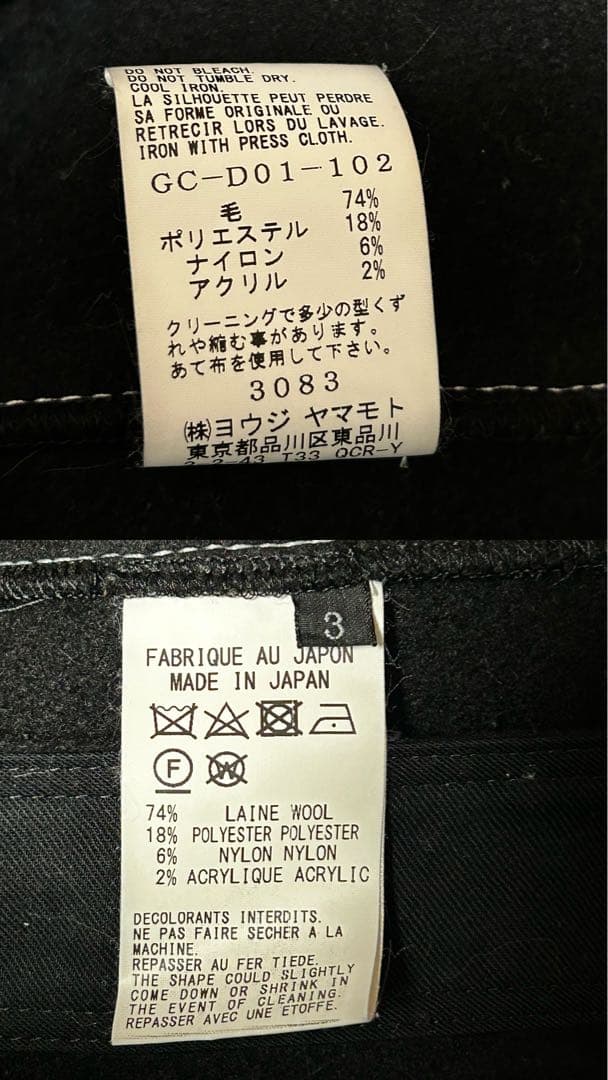 DO NOT BLEACH.
DO NOT TUMBLE DRY.
COOL IRON.
LA SILHOUETTE PEUT PERDRE
SA FORME ORIGINALE OU
RETRECIR LORS DU LAVAGE.
IRON WITH PRESS CLOTH.
GC-D01-102
毛 74%
ポリエステル 18%
ナイロン 6%
アクリル 2%
クリーニングで多少の型くず
れや縮む事があります。
あて布を使用して下さい。
3083
㈱ヨウジ ヤマモト
東京都品川区東品川
2-2-43 T33 QCR-Y
3
FABRIQUE AU JAPON
MADE IN JAPAN
F W
74% LAINE WOOL
18% POLYESTER POLYESTER
6% NYLON NYLON
2% ACRYLIQUE ACRYLIC
DECOLORANTS INTERDITS.
NE PAS FAIRE SECHER A LA
MACHINE.
REPASSER AU FER TIEDE.
THE SHAPE COULD SLIGHTLY
COME DOWN OR SHRINK IN
THE EVENT OF CLEANING.
REPASSER AVEC UNE ETOFFE.